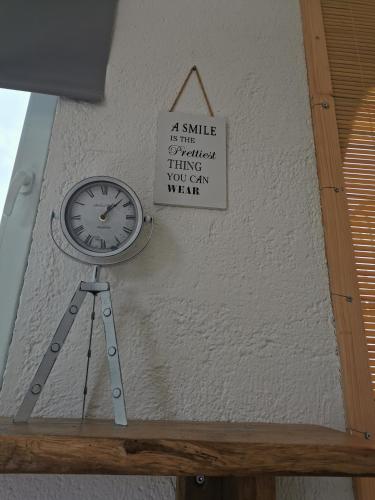 A SMILE
IS THE
Prettiest
THING
YOU CAN
WEAR